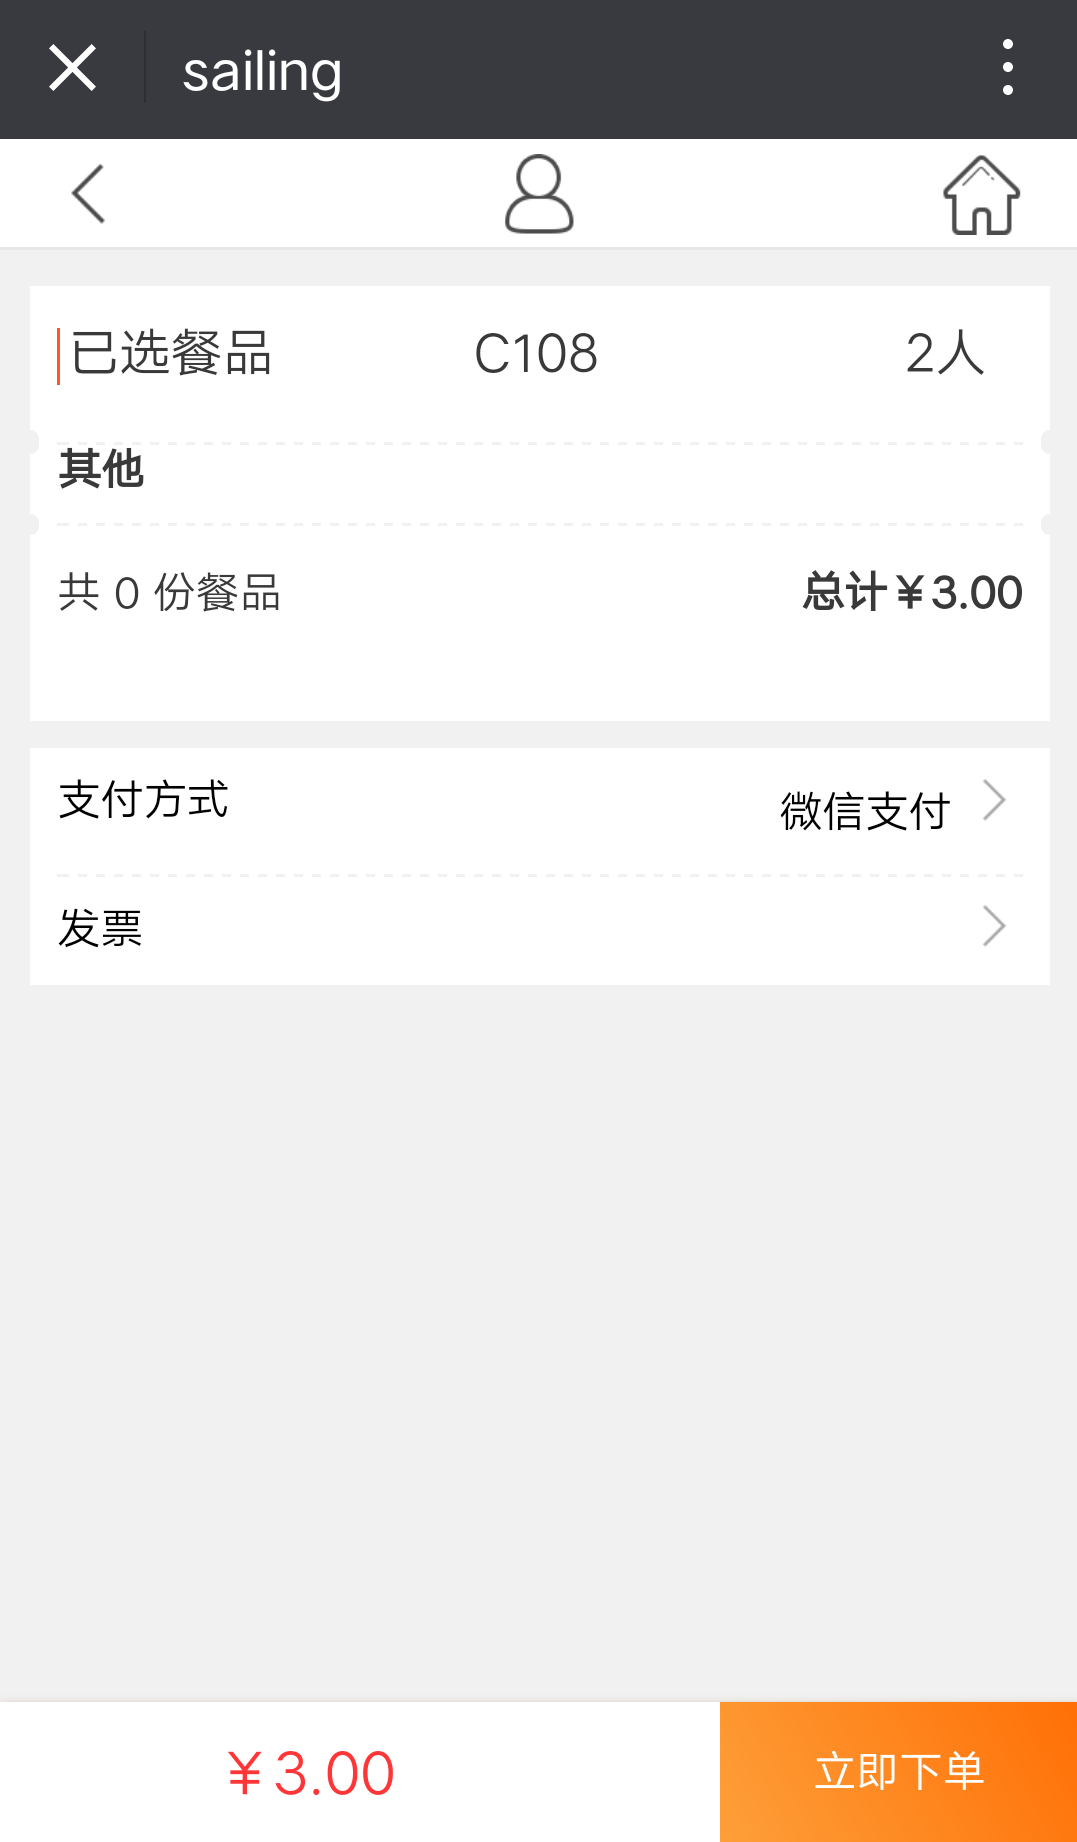 sailing
已选餐品 C108 2人
其他
共 0 份餐品 总计￥3.00
支付方式 微信支付
发票
￥3.00 立即下单